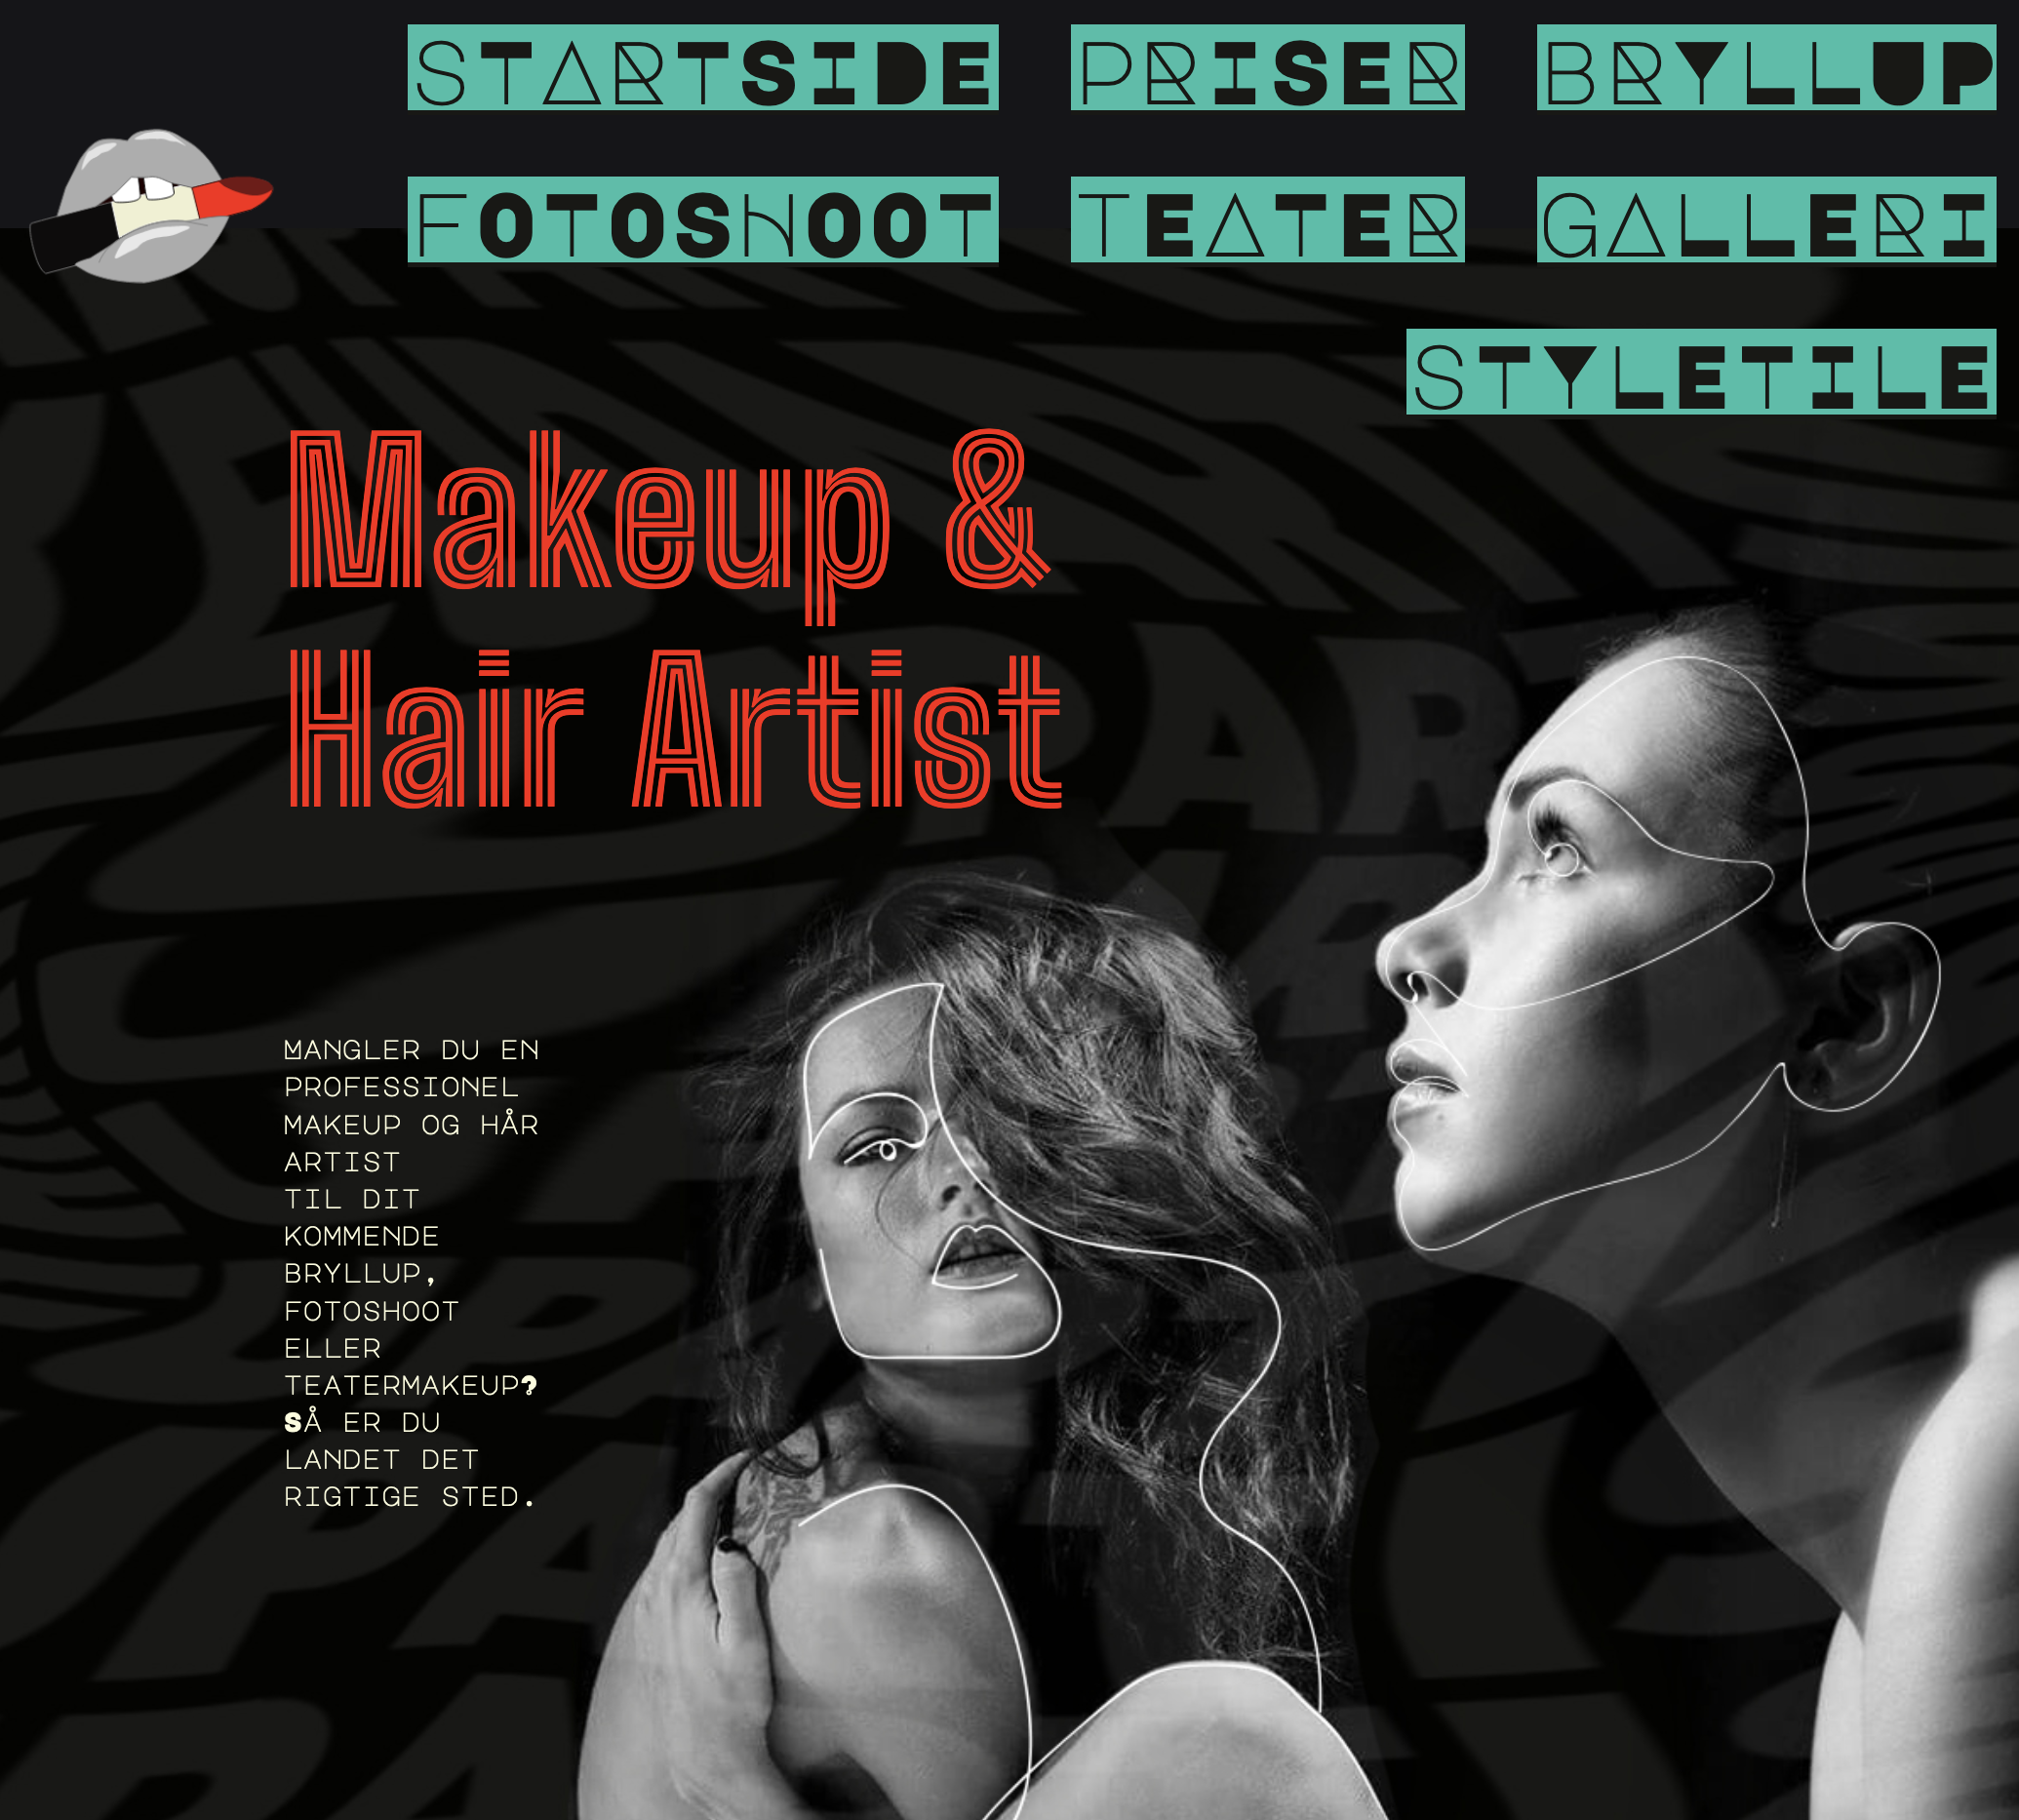 STARTSIDE PRISER BRYLLUP
FOTOSHOOT TEATER GALLERI
STYLETILE
Makeup &
Hair Artist
MANGLER DU EN
PROFESSIONEL
MAKEUP OG HÅR
ARTIST
TIL DIT
KOMMENDE
BRYLLUP,
FOTOSHOOT
ELLER
TEATERMAKEUP?
SÅ ER DU
LANDET DET
RIGTIGE STED.